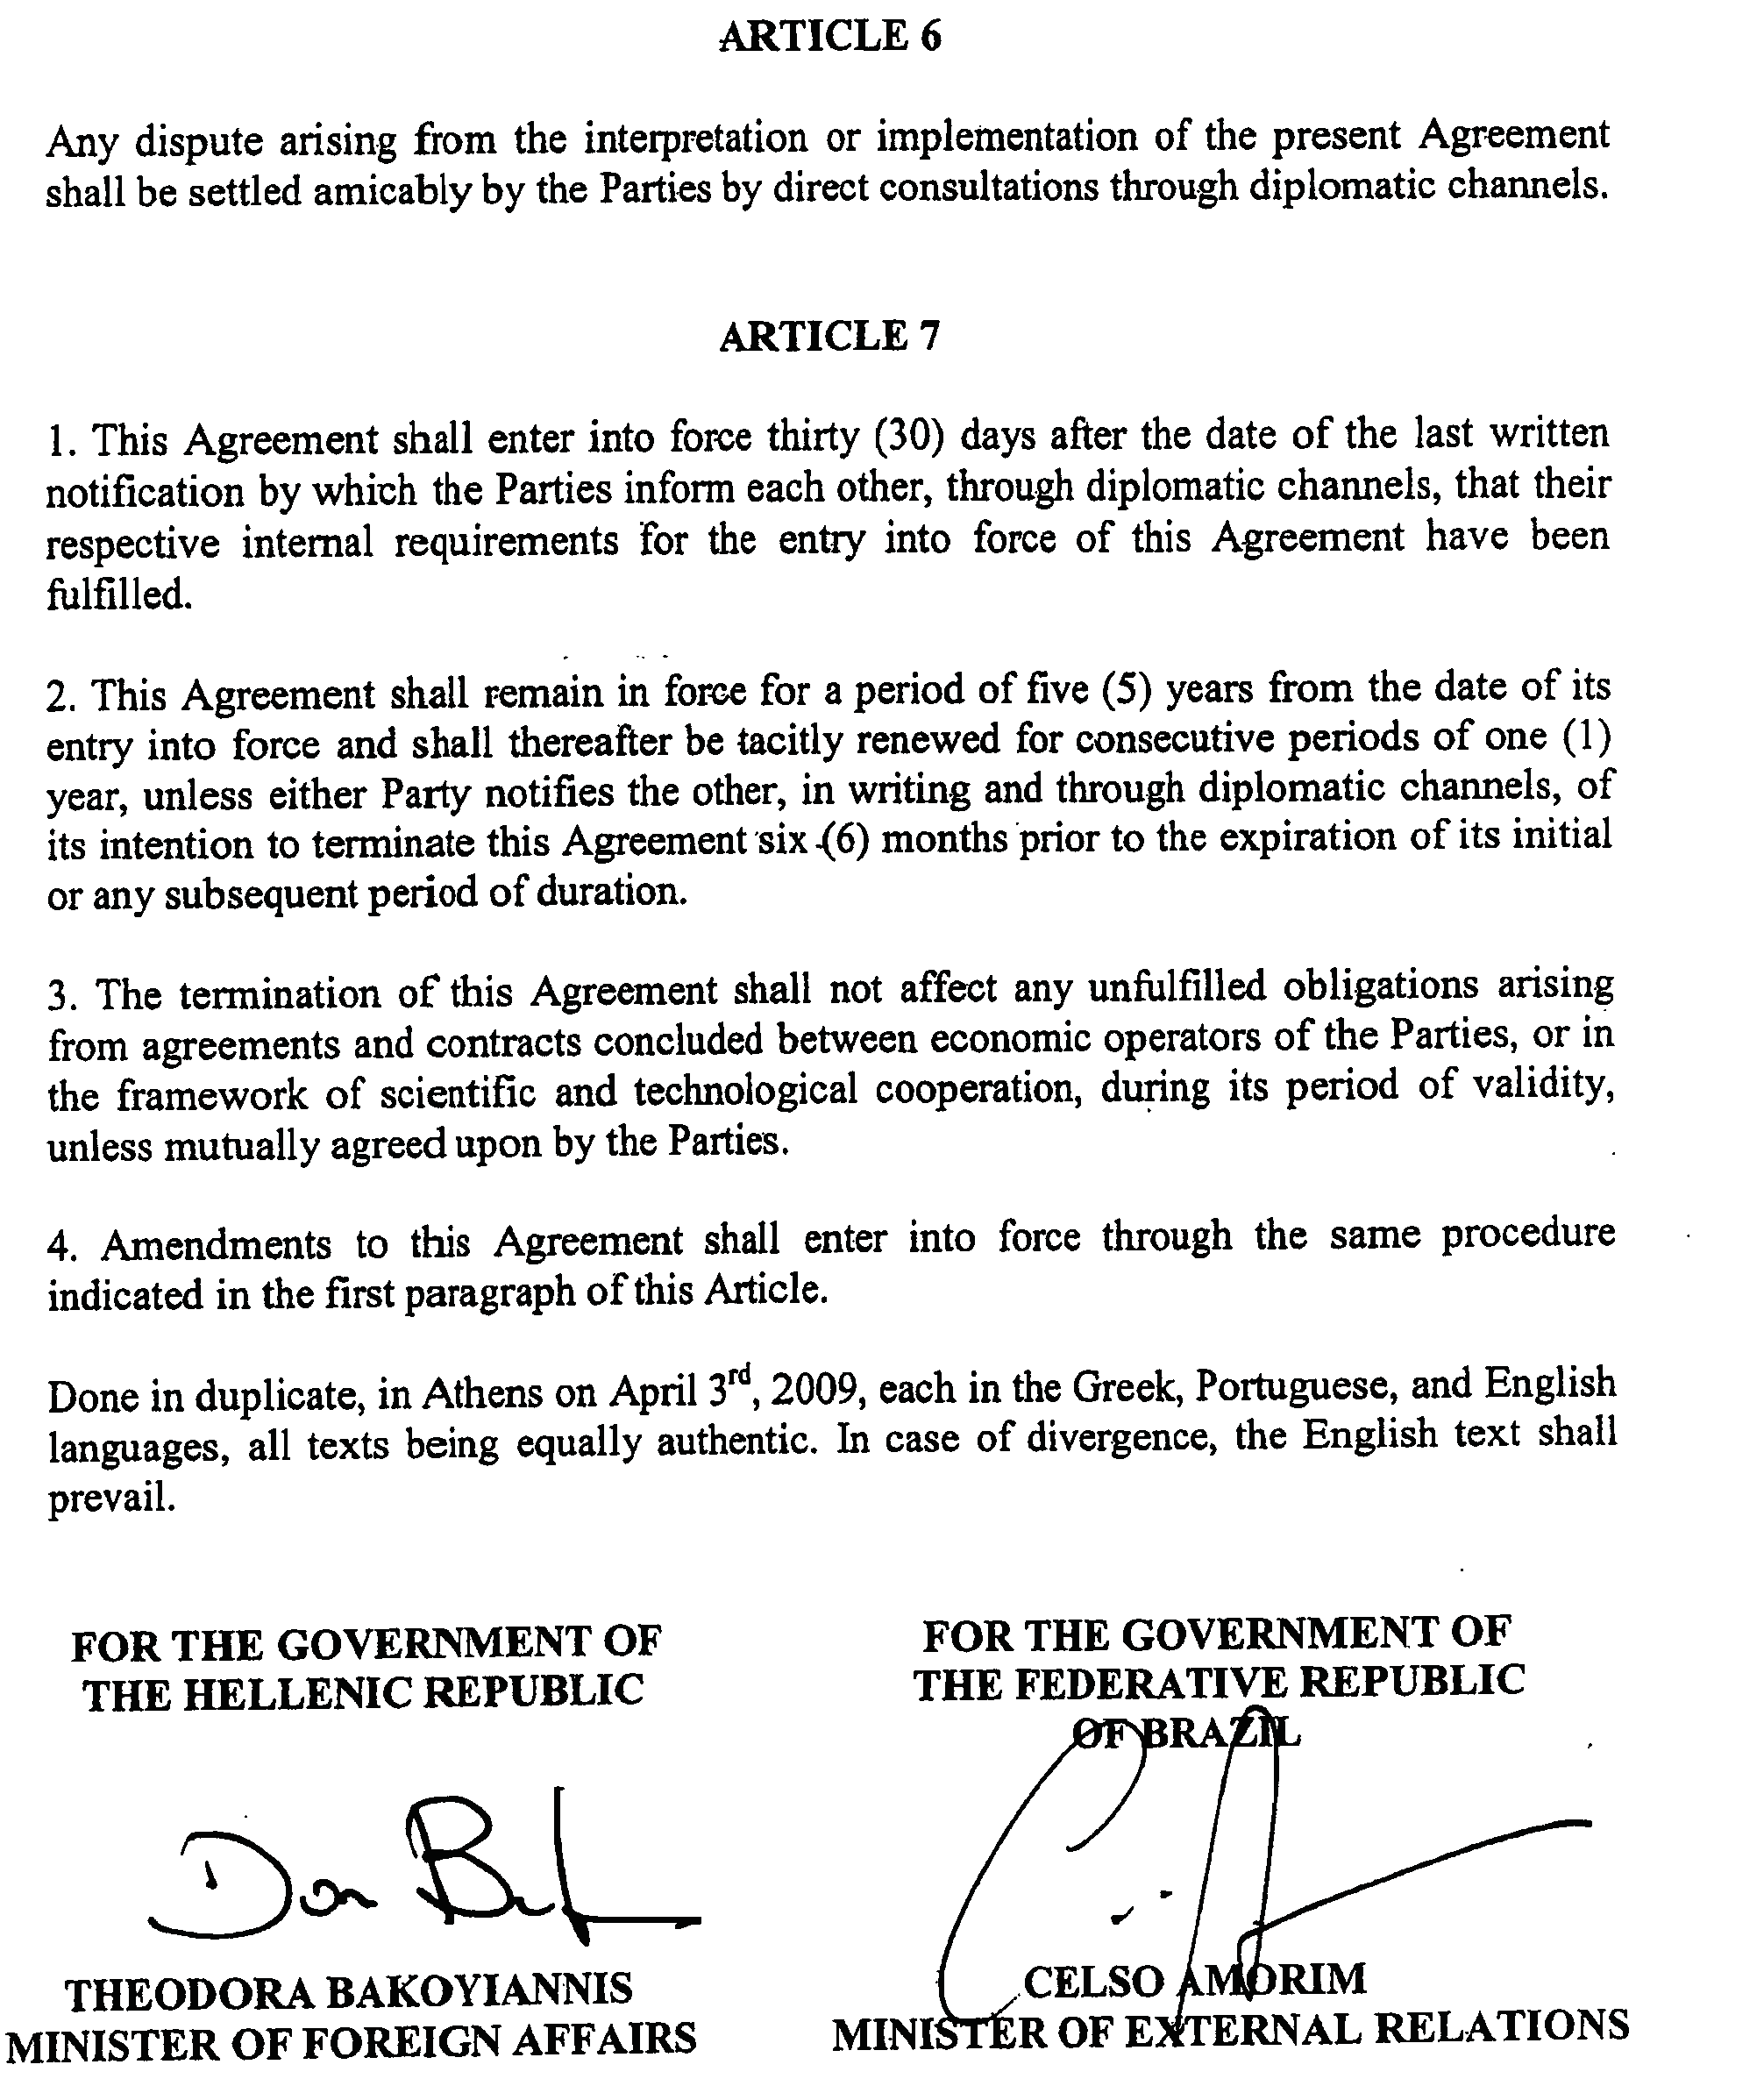 ARTICLE 6
Any dispute arising from the interpretation or implementation of the present Agreement
shall be settled amicably by the Parties by direct consultations through diplomatic channels.
ARTICLE 7
1. This Agreement shall enter into force thirty (30) days after the date of the last written
notification by which the Parties inform each other, through diplomatic channels, that their
respective internal requirements for the entry into force of this Agreement have been
fulfilled.
2. This Agreement shall remain in force for a period of five (5) years from the date of its
entry into force and shall thereafter be tacitly renewed for consecutive periods of one (1)
year, unless either Party notifies the other, in writing and through diplomatic channels, of
its intention to terminate this Agreement six (6) months prior to the expiration of its initial
or any subsequent period of duration.
3. The termination of this Agreement shall not affect any unfulfilled obligations arising
from agreements and contracts concluded between economic operators of the Parties, or in
the framework of scientific and technological cooperation, during its period of validity,
unless mutually agreed upon by the Parties.
4. Amendments to this Agreement shall enter into force through the same procedure
indicated in the first paragraph of this Article.
Done in duplicate, in Athens on April 3rd, 2009, each in the Greek, Portuguese, and English
languages, all texts being equally authentic. In case of divergence, the English text shall
prevail.
FOR THE GOVERNMENT OF
THE HELLENIC REPUBLIC
THEODORA BAKOYIANNIS
MINISTER OF FOREIGN AFFAIRS
FOR THE GOVERNMENT OF
THE FEDERATIVE REPUBLIC
OF BRAZIL
CELSO AMORIM
MINISTER OF EXTERNAL RELATIONS